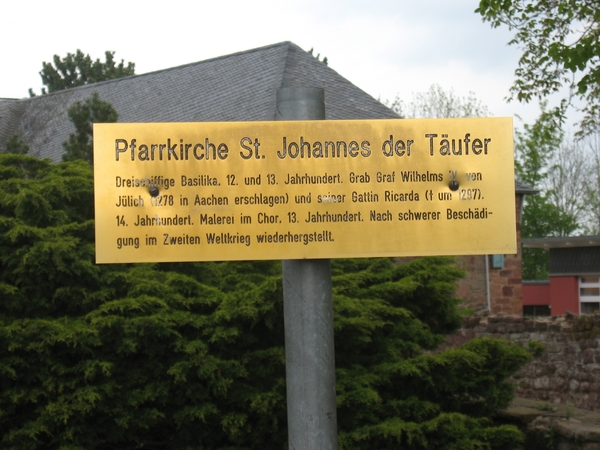 Pfarrkirche St. Johannes der Täufer
Dreischiffige Basilika, 12. und 13. Jahrhundert. Grab Graf Wilhelms von
Jülich (1278 in Aachen erschlagen) und seiner Gattin Ricarda († um 1297).
14. Jahrhundert. Malerei im Chor, 13. Jahrhundert. Nach schwerer Beschädi-
gung im Zweiten Weltkrieg wiederhergstellt.